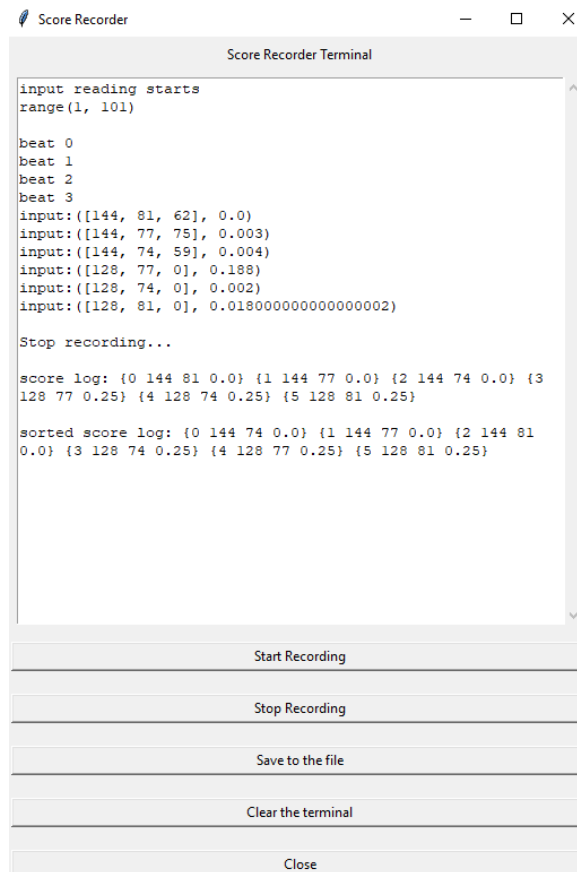 Score Recorder
Score Recorder Terminal
input reading starts
range(1, 101)
beat 0
beat 1
beat 2
beat 3
input:([144, 81, 62], 0.0)
input:([144, 77, 75], 0.003)
input:([144, 74, 59], 0.004)
input:([128, 77, 0], 0.188)
input:([128, 74, 0], 0.002)
input:([128, 81, 0], 0.018000000000000002)
Stop recording...
score log: {0 144 81 0.0} {1 144 77 0.0} {2 144 74 0.0} {3
128 77 0.25} {4 128 74 0.25} {5 128 81 0.25}
sorted score log: {0 144 74 0.0} {1 144 77 0.0} {2 144 81
0.0} {3 128 74 0.25} {4 128 77 0.25} {5 128 81 0.25}
Start Recording
Stop Recording
Save to the file
Clear the terminal
Close